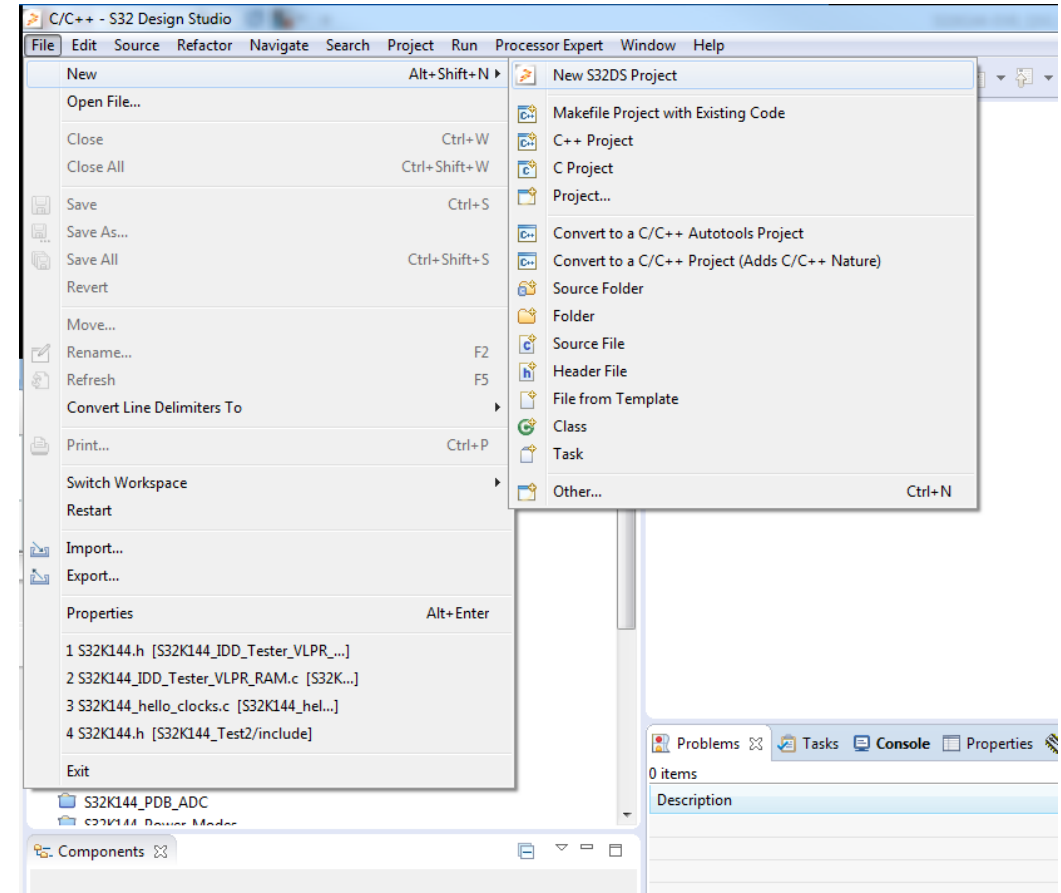 C/C++ - S32 Design Studio
File Edit Source Refactor Navigate Search Project Run Processor Expert Window Help
New Alt+Shift+N
Open File...
Close Ctrl+W
Close All Ctrl+Shift+W
Save Ctrl+S
Save As...
Save All Ctrl+Shift+S
Revert
Move...
Rename... F2
Refresh F5
Convert Line Delimiters To
Print... Ctrl+P
Switch Workspace
Restart
Import...
Export...
Properties Alt+Enter
1 S32K144.h [S32K144_IDD_Tester_VLPR_...]
2 S32K144_IDD_Tester_VLPR_RAM.c [S32K...]
3 S32K144_hello_clocks.c [S32K144_hel...]
4 S32K144.h [S32K144_Test2/include]
Exit
New S32DS Project
Makefile Project with Existing Code
C++ Project
C Project
Project...
Convert to a C/C++ Autotools Project
Convert to a C/C++ Project (Adds C/C++ Nature)
Source Folder
Folder
Source File
Header File
File from Template
Class
Task
Other... Ctrl+N
S32K144_PDB_ADC
S32K144_Power_Modes
Components
Problems Tasks Console Properties
0 items
Description